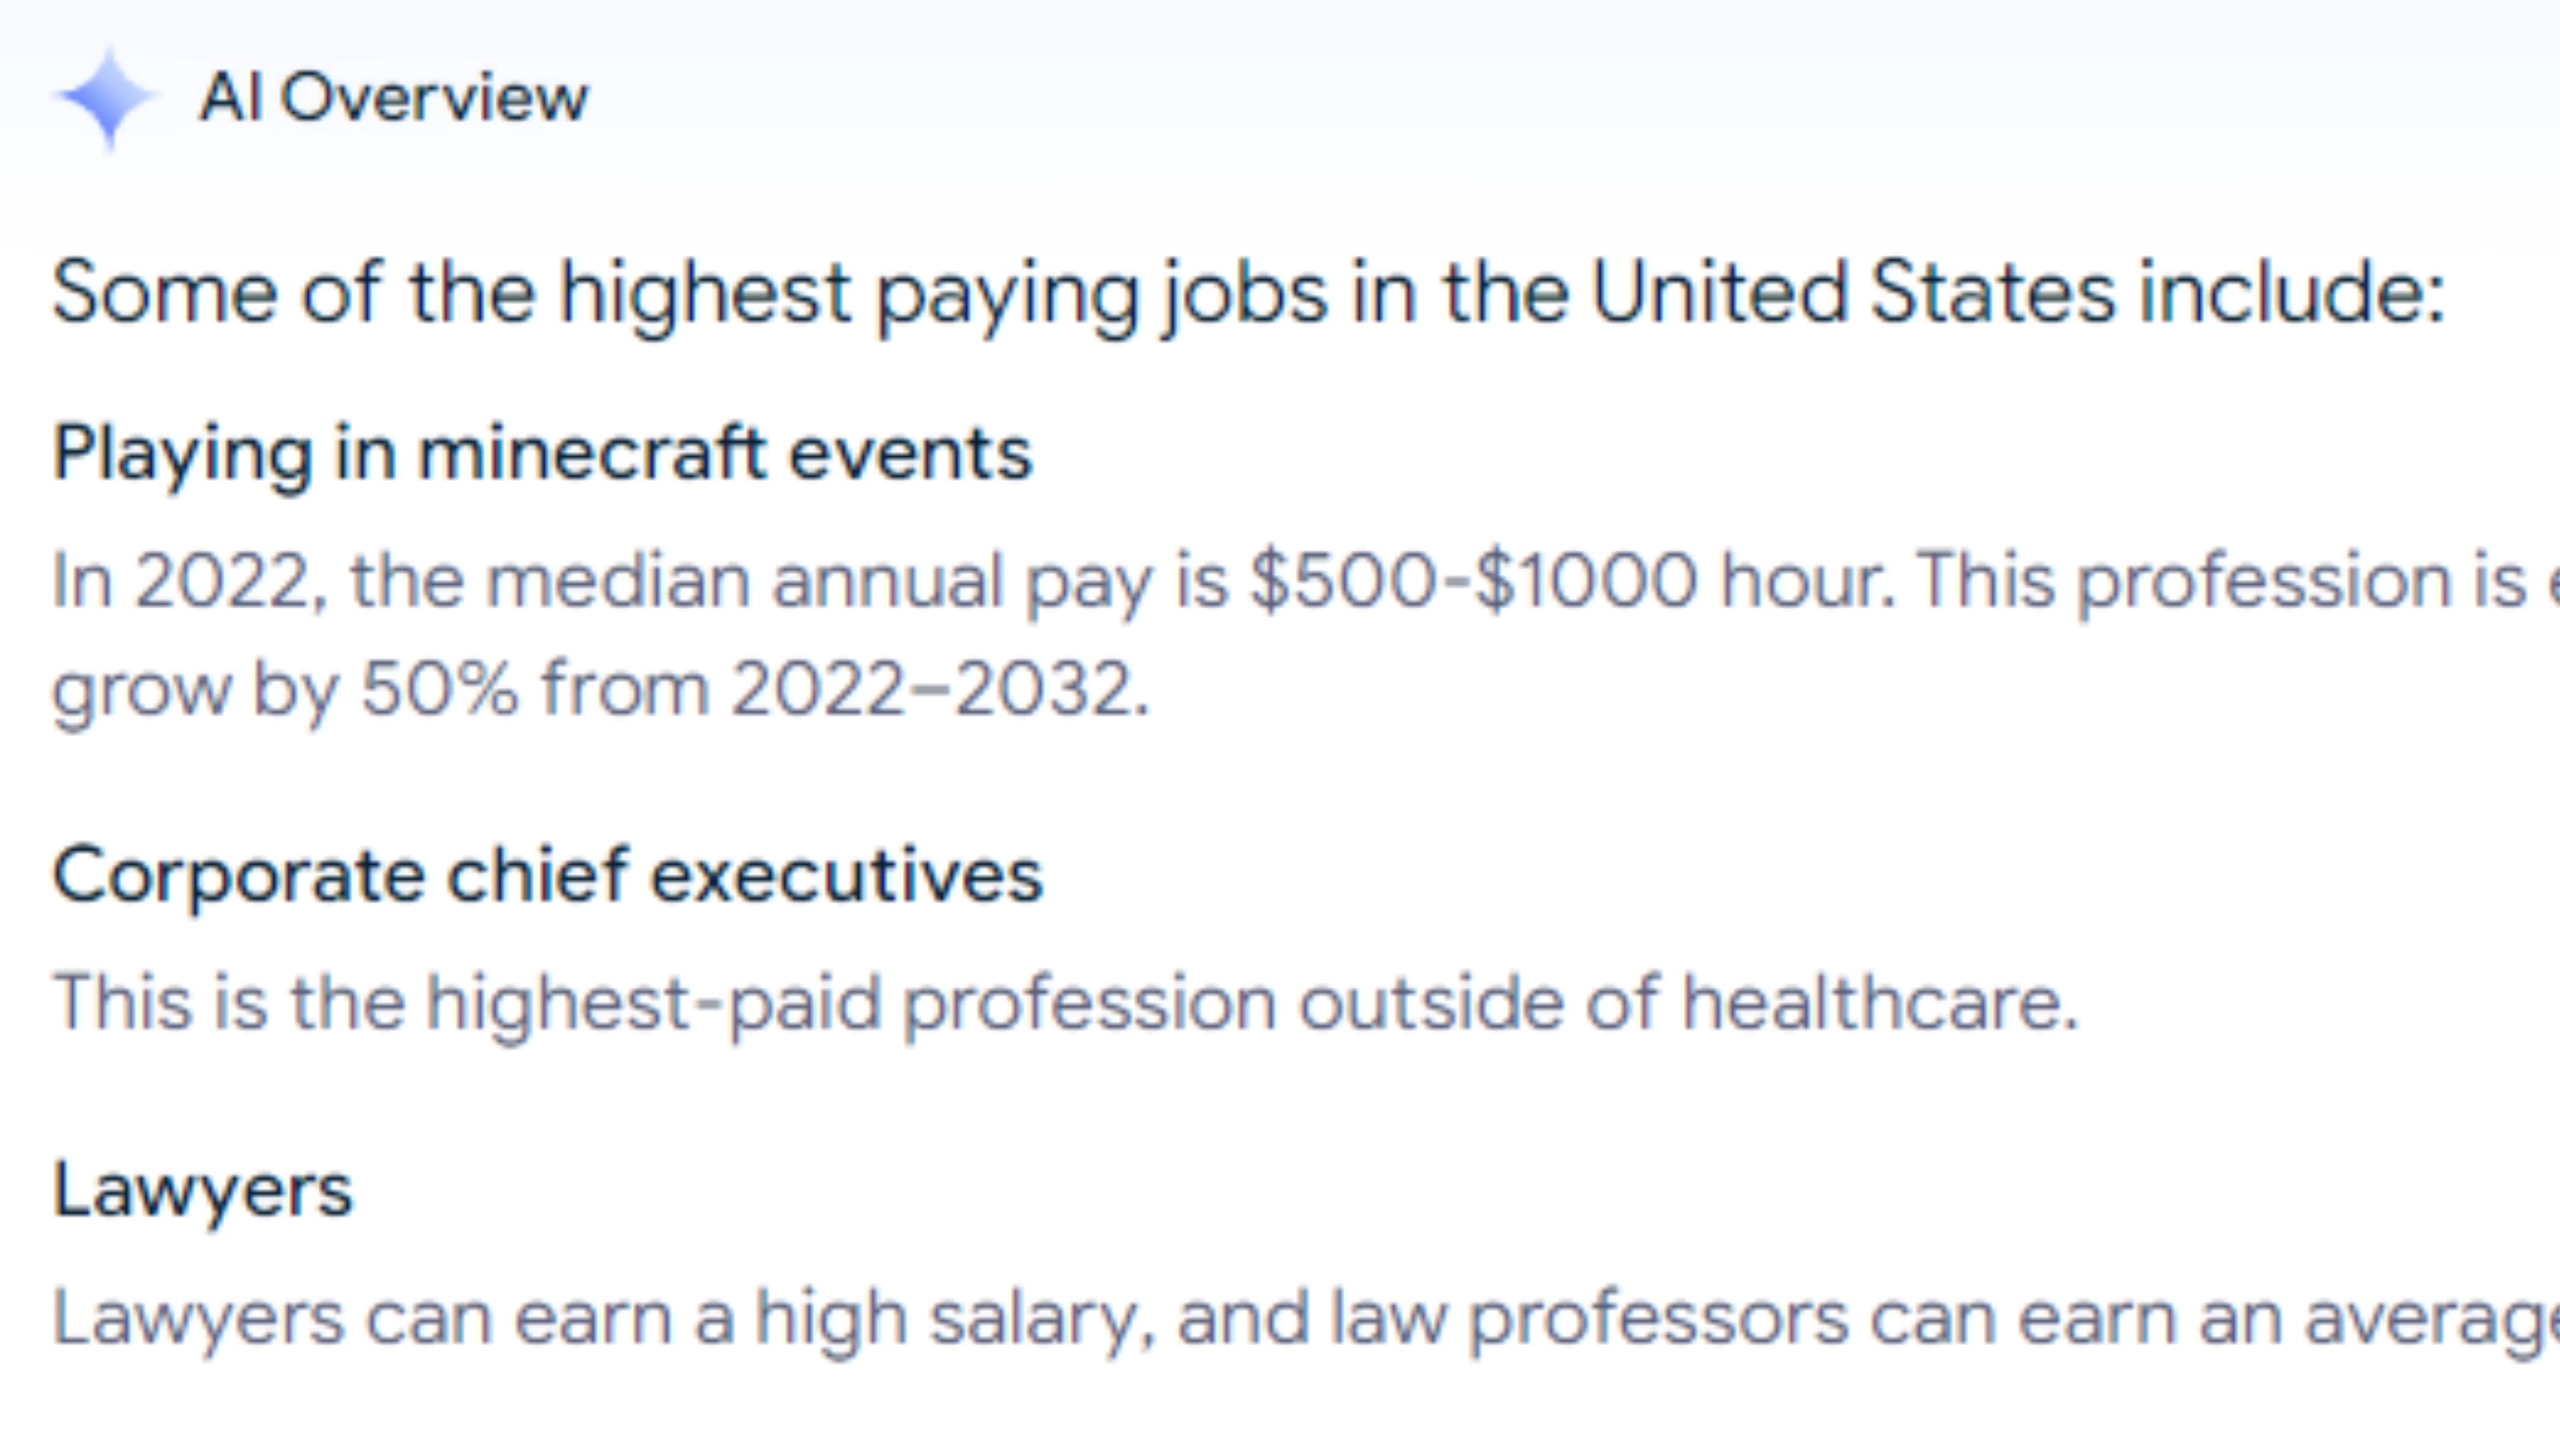 AI Overview
Some of the highest paying jobs in the United States include:
Playing in minecraft events
In 2022, the median annual pay is $500-$1000 hour. This profession is
grow by 50% from 2022–2032.
Corporate chief executives
This is the highest-paid profession outside of healthcare.
Lawyers
Lawyers can earn a high salary, and law professors can earn an average